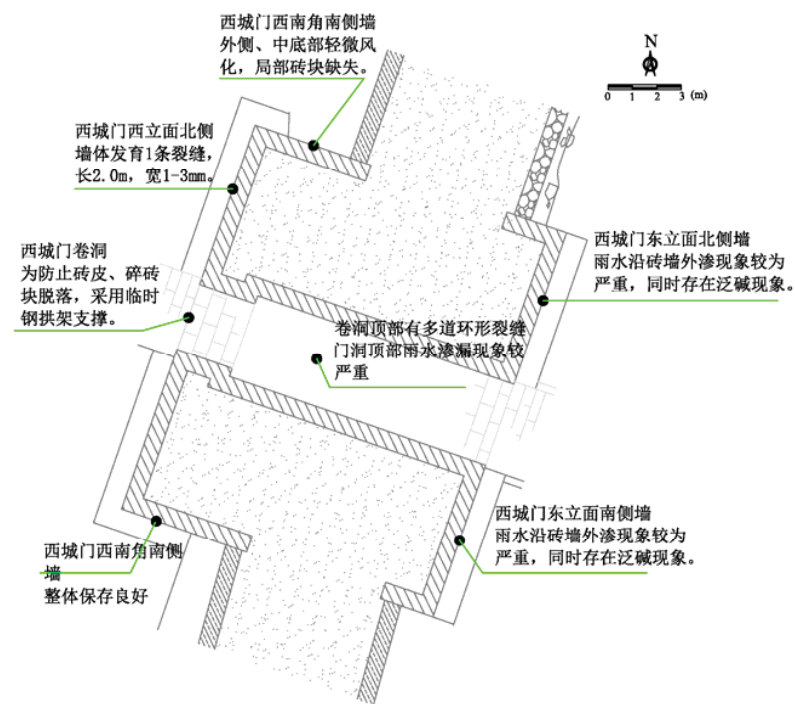 西城门西南角南侧墙
外侧、中底部轻微风
化，局部砖块缺失。
N
0 1 2 3 (m)
西城门西立面北侧
墙体发育1条裂缝，
长2.0m，宽1-3mm。
西城门东立面北侧墙
雨水沿砖墙外渗现象较为
严重，同时存在泛碱现象。
西城门卷洞
为防止砖皮、碎砖
块脱落，采用临时
钢拱架支撑。
卷洞顶部有多道环形裂缝
门洞顶部雨水渗漏现象较
严重
西城门东立面南侧墙
雨水沿砖墙外渗现象较为
严重，同时存在泛碱现象。
西城门西南角南侧
墙
整体保存良好